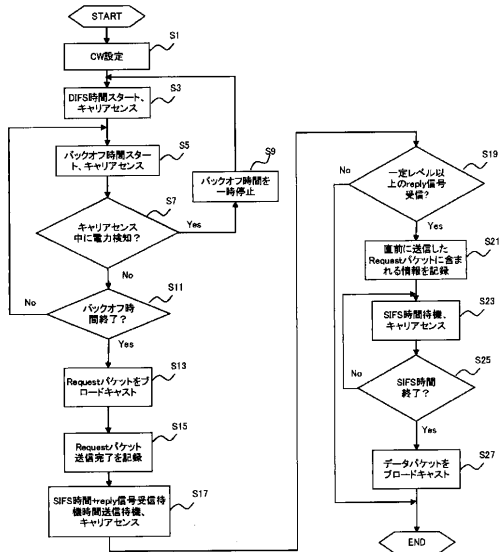 START
S1
CW設定
S3
DIFS時間スタート、
キャリアセンス
S5
バックオフ時間スター
ト、キャリアセンス
S9
バックオフ時間を
一時停止
S7
キャリアセンス
中に電力検知?
Yes
No
S11
バックオフ時
間終了?
No
Yes
S13
Requestパケットをブ
ロードキャスト
S15
Requestパケット
送信完了を記録
S17
SIFS時間+reply信号受信待
機時間送信待機、
キャリアセンス
S19
一定レベル以
上のreply信号
受信?
No
Yes
S21
直前に送信した
Requestパケットに含ま
れる情報を記録
S23
SIFS時間待機、
キャリアセンス
S25
SIFS時間
終了?
No
Yes
S27
データパケットを
ブロードキャスト
END